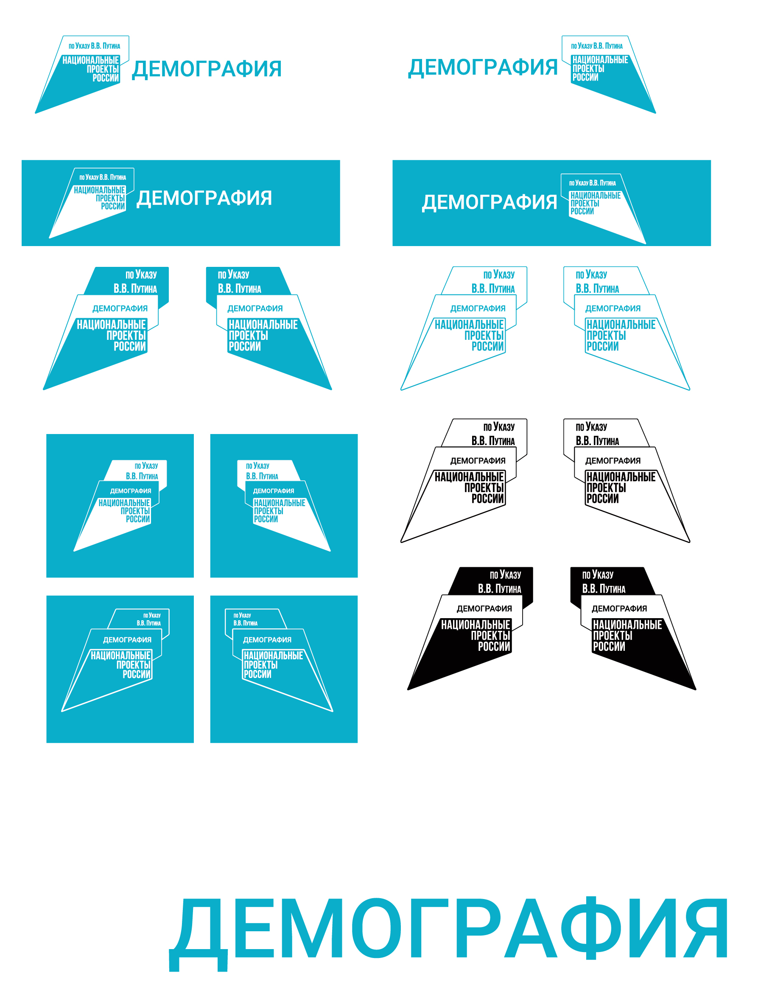 по Указу В.В. Путина
НАЦИОНАЛЬНЫЕ
ПРОЕКТЫ
РОССИИ
ДЕМОГРАФИЯ
ДЕМОГРАФИЯ
по Указу В.В. Путина
НАЦИОНАЛЬНЫЕ
ПРОЕКТЫ
РОССИИ
по Указу В.В. Путина
НАЦИОНАЛЬНЫЕ
ПРОЕКТЫ
РОССИИ
ДЕМОГРАФИЯ
ДЕМОГРАФИЯ
по Указу В.В. Путина
НАЦИОНАЛЬНЫЕ
ПРОЕКТЫ
РОССИИ
по Указу
В.В. Путина
ДЕМОГРАФИЯ
НАЦИОНАЛЬНЫЕ
ПРОЕКТЫ
РОССИИ
по Указу
В.В. Путина
ДЕМОГРАФИЯ
НАЦИОНАЛЬНЫЕ
ПРОЕКТЫ
РОССИИ
по Указу
В.В. Путина
ДЕМОГРАФИЯ
НАЦИОНАЛЬНЫЕ
ПРОЕКТЫ
РОССИИ
по Указу
В.В. Путина
ДЕМОГРАФИЯ
НАЦИОНАЛЬНЫЕ
ПРОЕКТЫ
РОССИИ
по Указу
В.В. Путина
ДЕМОГРАФИЯ
НАЦИОНАЛЬНЫЕ
ПРОЕКТЫ
РОССИИ
по Указу
В.В. Путина
ДЕМОГРАФИЯ
НАЦИОНАЛЬНЫЕ
ПРОЕКТЫ
РОССИИ
по Указу
В.В. Путина
ДЕМОГРАФИЯ
НАЦИОНАЛЬНЫЕ
ПРОЕКТЫ
РОССИИ
по Указу
В.В. Путина
ДЕМОГРАФИЯ
НАЦИОНАЛЬНЫЕ
ПРОЕКТЫ
РОССИИ
по Указу
В.В. Путина
ДЕМОГРАФИЯ
НАЦИОНАЛЬНЫЕ
ПРОЕКТЫ
РОССИИ
по Указу
В.В. Путина
ДЕМОГРАФИЯ
НАЦИОНАЛЬНЫЕ
ПРОЕКТЫ
РОССИИ
по Указу
В.В. Путина
ДЕМОГРАФИЯ
НАЦИОНАЛЬНЫЕ
ПРОЕКТЫ
РОССИИ
по Указу
В.В. Путина
ДЕМОГРАФИЯ
НАЦИОНАЛЬНЫЕ
ПРОЕКТЫ
РОССИИ
ДЕМОГРАФИЯ